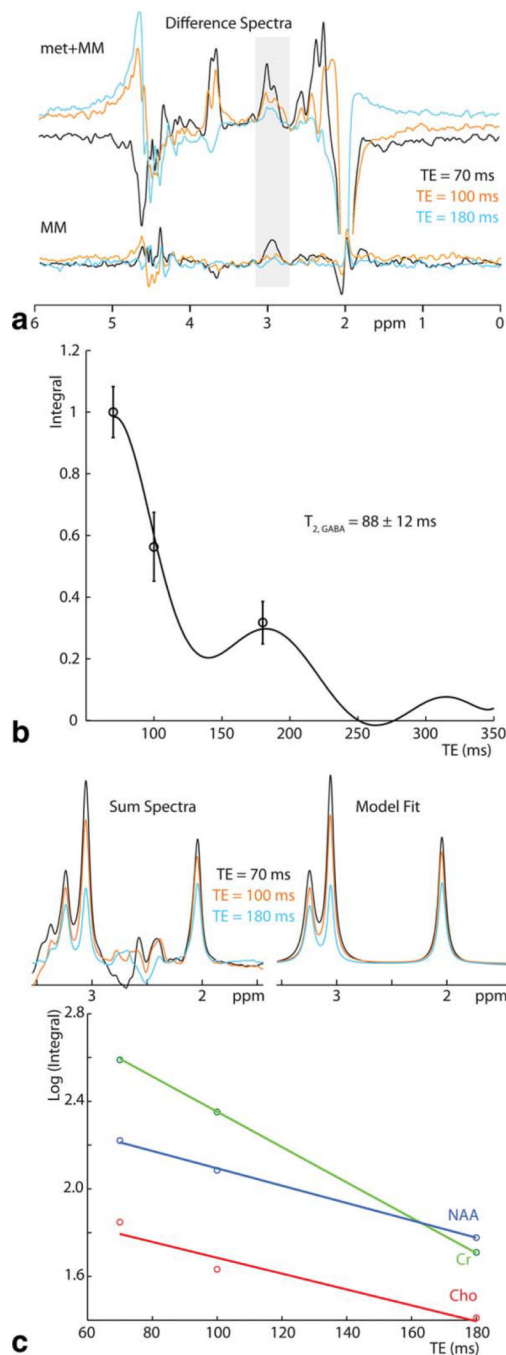 Difference Spectra
met+MM
TE = 70 ms
TE = 100 ms
TE = 180 ms
MM
6 5 4 3 2 ppm 1 0
a
1.2
Integral
1
0.8
T2, GABA = 88 ± 12 ms
0.6
0.4
0.2
0
100 150 200 250 300 350
TE (ms)
b
Sum Spectra
Model Fit
TE = 70 ms
TE = 100 ms
TE = 180 ms
3 2 ppm
3 2 ppm
Log (Integral)
2.8
2.4
2.0
1.6
NAA
Cr
Cho
60 80 100 120 140 160 180
TE (ms)
c